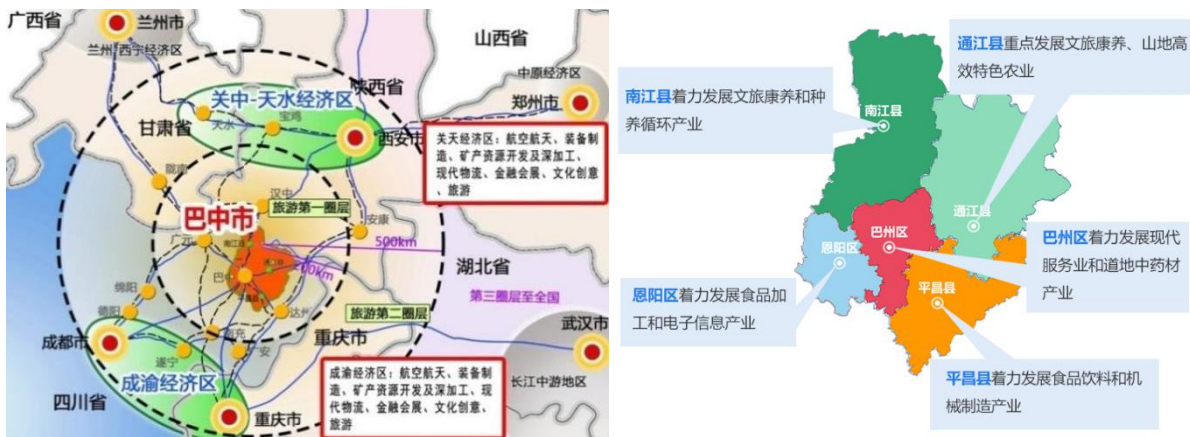 广西省
兰州市
兰州-西宁经济区
山西省
中原经济区
郑州市
陕西省
关中-天水经济区
甘肃省
天水
宝鸡
西安市
关天经济区：航空航天、装备制
造、矿产资源开发及深加工、
现代物流、金融会展、文化创意、
旅游
陇南
汉中
巴中市
旅游第一圈层
安康
广元
南江县
500km
200km
湖北省
第三圈层至全国
巴中
绵阳
德阳
达州
旅游第二圈层
成都市
重庆市
武汉市
南充
遂宁
广安
成渝经济区
长江中游地区
四川省
重庆市
成渝经济区：航空航天、装备制
造、矿产资源开发及深加工、现
代物流、金融会展、文化创意、
旅游
通江县重点发展文旅康养、山地高
效特色农业
南江县着力发展文旅康养和种
养循环产业
南江县
通江县
巴州区
恩阳区
平昌县
巴州区着力发展现代
服务业和道地中药材
产业
恩阳区着力发展食品加
工和电子信息产业
平昌县着力发展食品饮料和机
械制造产业